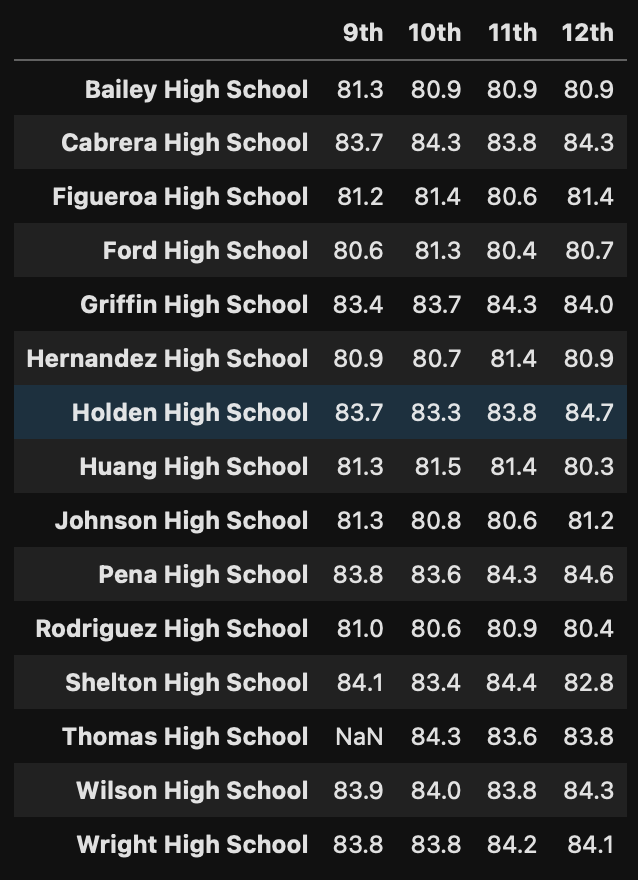 9th 10th 11th 12th
Bailey High School 81.3 80.9 80.9 80.9
Cabrera High School 83.7 84.3 83.8 84.3
Figueroa High School 81.2 81.4 80.6 81.4
Ford High School 80.6 81.3 80.4 80.7
Griffin High School 83.4 83.7 84.3 84.0
Hernandez High School 80.9 80.7 81.4 80.9
Holden High School 83.7 83.3 83.8 84.7
Huang High School 81.3 81.5 81.4 80.3
Johnson High School 81.3 80.8 80.6 81.2
Pena High School 83.8 83.6 84.3 84.6
Rodriguez High School 81.0 80.6 80.9 80.4
Shelton High School 84.1 83.4 84.4 82.8
Thomas High School NaN 84.3 83.6 83.8
Wilson High School 83.9 84.0 83.8 84.3
Wright High School 83.8 83.8 84.2 84.1